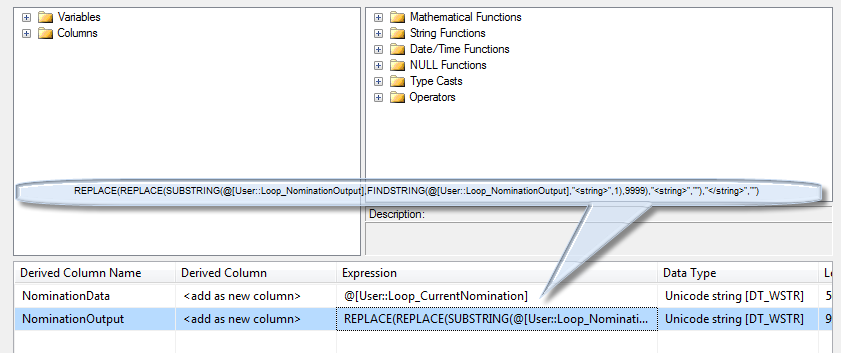 Variables
Columns
Mathematical Functions
String Functions
Date/Time Functions
NULL Functions
Type Casts
Operators
REPLACE(REPLACE(SUBSTRING(@[User::Loop_NominationOutput],FINDSTRING(@[User::Loop_NominationOutput],"<string>",1),9999),"<string>",""),"</string>","")
Description:
Derived Column Name Derived Column Expression Data Type Le
NominationData <add as new column> @[User::Loop_CurrentNomination] Unicode string [DT_WSTR] 5
NominationOutput <add as new column> REPLACE(REPLACE(SUBSTRING(@[User::Loop_Nominati... Unicode string [DT_WSTR] 9